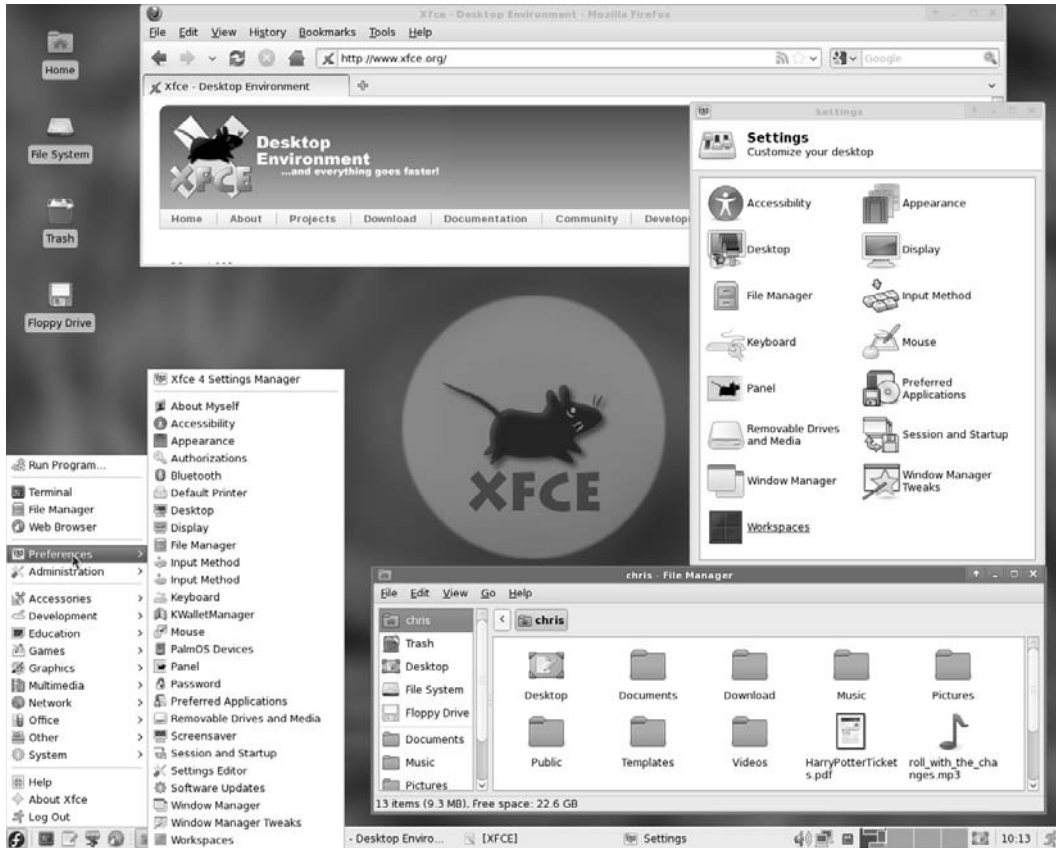 Home
File System
Trash
Floppy Drive
Xfce - Desktop Environment - Mozilla Firefox
File Edit View History Bookmarks Tools Help
http://www.xfce.org/
Google
Xfce - Desktop Environment
XFCE
Desktop
Environment
...and everything goes faster!
Home About Projects Download Documentation Community
Settings
Settings
Customize your desktop
Accessibility
Appearance
Desktop
Display
File Manager
Input Method
Keyboard
Mouse
Panel
Preferred
Applications
Removable Drives
and Media
Session and Startup
Window Manager
Window Manager
Tweaks
Workspaces
XFCE
Run Program...
Terminal
File Manager
Web Browser
Preferences
Administration
Accessories
Development
Education
Games
Graphics
Multimedia
Network
Office
Other
System
Help
About Xfce
Log Out
Xfce 4 Settings Manager
About Myself
Accessibility
Appearance
Authorizations
Bluetooth
Default Printer
Desktop
Display
File Manager
Input Method
Input Method
Keyboard
KWalletManager
Mouse
PalmOS Devices
Panel
Password
Preferred Applications
Removable Drives and Media
Screensaver
Session and Startup
Settings Editor
Software Updates
Window Manager
Window Manager Tweaks
Workspaces
chris - File Manager
File Edit View Go Help
chris
Trash
Desktop
File System
Floppy Drive
Documents
Music
Pictures
chris
Desktop
Documents
Download
Music
Pictures
Public
Templates
Videos
HarryPotterTicket
s.pdf
roll_with_the_cha
nges.mp3
13 items (9.3 MB), Free space: 22.6 GB
- Desktop Enviro... [XFCE] Settings 10:13